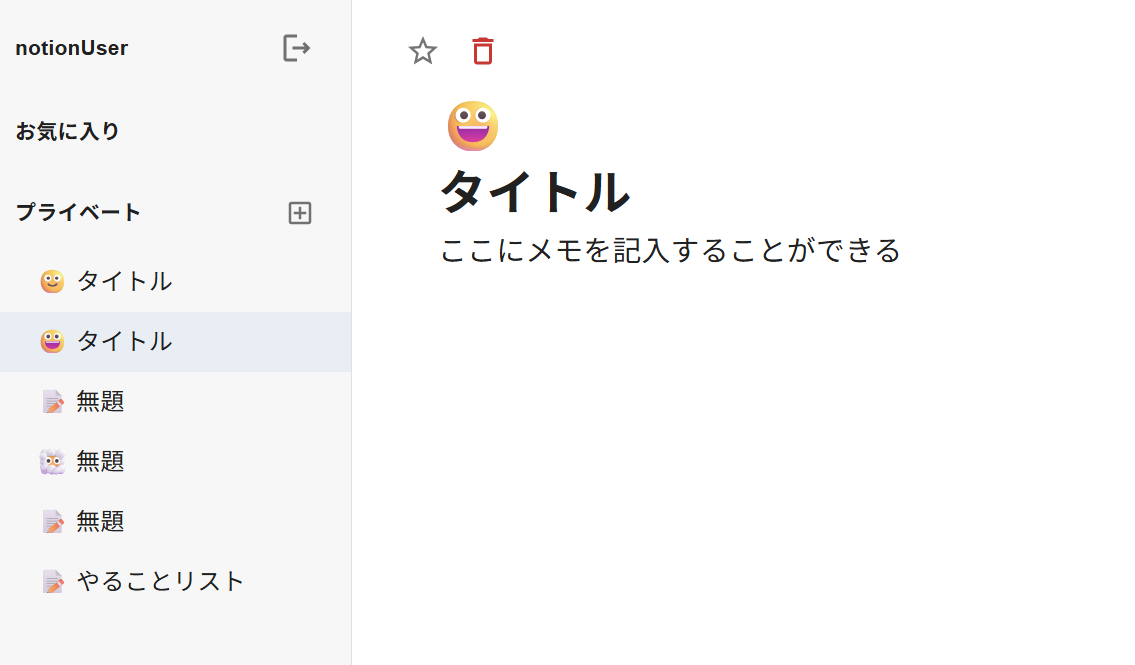 notionUser
お気に入り
プライベート
タイトル
タイトル
無題
無題
無題
やることリスト
タイトル
ここにメモを記入することができる